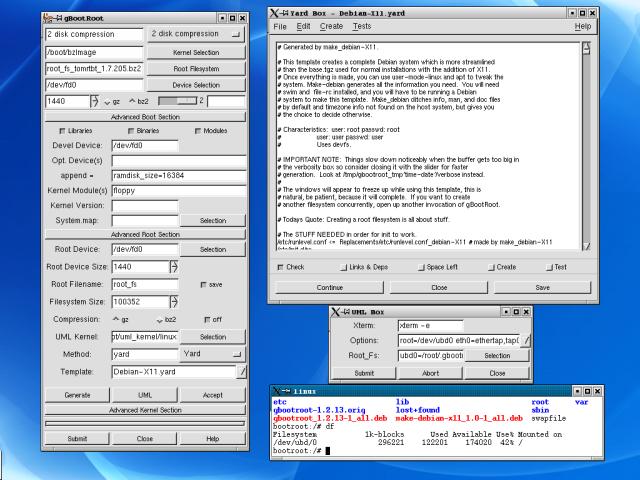 gBootRoot
2 disk compression
2 disk compression
/boot/bzImage
Kernel Selection
root_fs_tomrtbt_1.7.205.bz2
Root Filesystem
/dev/fd0
Device Selection
1440
gz
bz2
2
Advanced Boot Section
Libraries
Binaries
Modules
Devel Device:
/dev/fd0
Opt. Device(s)
append =
ramdisk_size=16384
Kernel Module(s)
floppy
Kernel Version:
System.map:
Selection
Advanced Root Section
Root Device:
/dev/fd0
Selection
Root Device Size:
1440
Root Filename:
root_fs
save
Filesystem Size:
100352
Compression:
gz
bz2
off
UML Kernel:
ot/uml_kernel/linux
Selection
Method:
yard
Yard
Template:
Debian-X11.yard
Generate
UML
Accept
Advanced Kernel Section
Submit
Close
Help
Yard Box - Debian-X11.yard
File Edit Create Tests Help
# Generated by make_debian-X11.
# This template creates a complete Debian system which is more streamlined
# than the base.tgz used for normal installations with the addition of X11.
# Once everything is made, you can use user-mode-linux and apt to tweak the
# system. Make-debian generates all the information you need. You will need
# swim and file-rc installed, and you will have to be running a Debian
# system to make this template. Make_debian ditches info, man, and doc files
# by default and timezone info not found on the host system, but gives you
# the choice to decide otherwise.
# Characteristics: user: root passwd: root
# user: user passwd: user
# Uses devfs.
# IMPORTANT NOTE: Things slow down noticeably when the buffer gets too big in
# the verbosity box so consider closing it with the slider for faster
# generation. Look at /tmp/gbootroot_tmp'time-date'/verbose instead.
#
# The windows will appear to freeze up while using this template, this is
# natural, be patient, because it will complete. If you want to create
# another filesystem concurrently, open up another invocation of gBootRoot.
# Todays Quote: Creating a root filesystem is all about stuff.
# The STUFF NEEDED in order for init to work.
/etc/runlevel.conf <= Replacements/etc/runlevel.conf_debian-X11 # made by make_debian-X11
Check
Links & Deps
Space Left
Create
Test
Continue
Close
Save
UML Box
Xterm:
xterm -e
Options:
root=/dev/ubd0 eth0=ethertap,tap0
Root_Fs:
ubd0=/root/.gbooti
Selection
Submit
Abort
Close
linux
etc lib root var
gbootroot-1.2.13.orig lost+found sbin
gbootroot_1.2.13-1_all.deb make-debian-x11_1.0-1_all.deb swapfile
bootroot:/# df
Filesystem 1k-blocks Used Available Use% Mounted on
/dev/ubd/0 296221 122201 174020 42% /
bootroot:/#